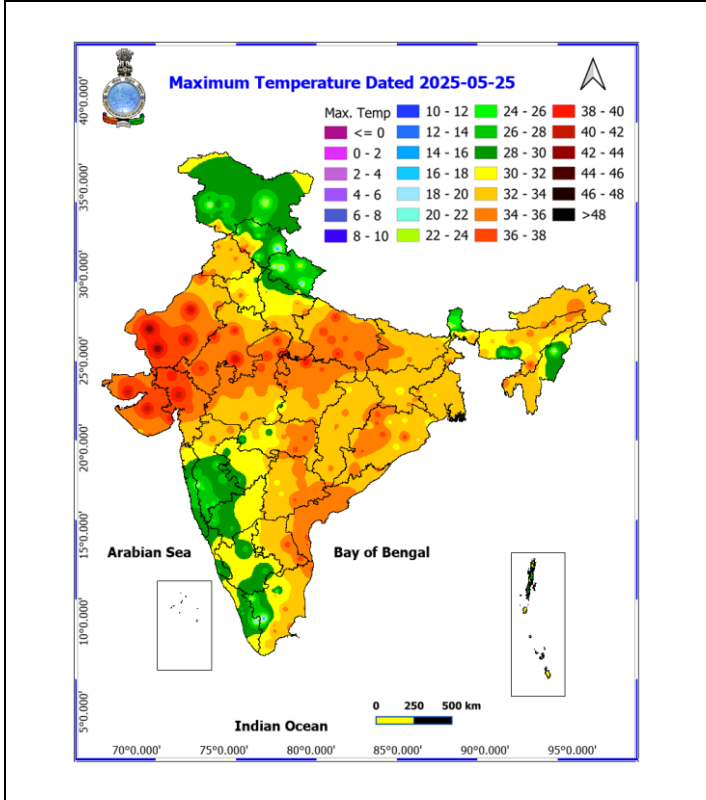 Maximum Temperature Dated 2025-05-25
Max. Temp
<= 0
0 - 2
2 - 4
4 - 6
6 - 8
8 - 10
10 - 12
12 - 14
14 - 16
16 - 18
18 - 20
20 - 22
22 - 24
24 - 26
26 - 28
28 - 30
30 - 32
32 - 34
34 - 36
36 - 38
38 - 40
40 - 42
42 - 44
44 - 46
46 - 48
>48
40°0.000'
35°0.000'
30°0.000'
25°0.000'
20°0.000'
15°0.000'
10°0.000'
5°0.000'
Arabian Sea
Bay of Bengal
Indian Ocean
0 250 500 km
70°0.000' 75°0.000' 80°0.000' 85°0.000' 90°0.000' 95°0.000'